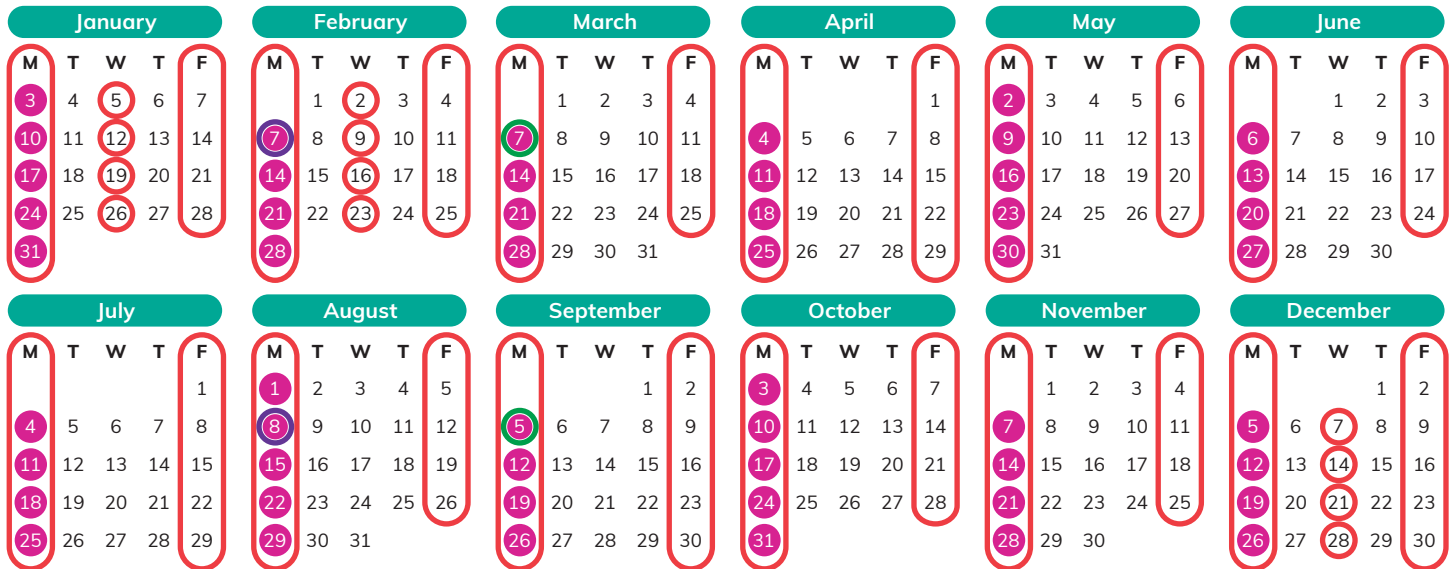 January February March April May June
M T W T F M T W T F M T W T F M T W T F M T W T F M T W T F
3 4 5 6 7 1 2 3 4 1 2 3 4 1 2 3 4 5 6 1 2 3
10 11 12 13 14 7 8 9 10 11 7 8 9 10 11 4 5 6 7 8 9 10 11 12 13 6 7 8 9 10
17 18 19 20 21 14 15 16 17 18 14 15 16 17 18 11 12 13 14 15 16 17 18 19 20 13 14 15 16 17
24 25 26 27 28 21 22 23 24 25 21 22 23 24 25 18 19 20 21 22 23 24 25 26 27 20 21 22 23 24
31 28 28 29 30 31 25 26 27 28 29 30 31 27 28 29 30
July August September October November December
M T W T F M T W T F M T W T F M T W T F M T W T F M T W T F
1 1 2 3 4 5 1 2 3 4 5 6 7 1 2 3 4 1 2
4 5 6 7 8 8 9 10 11 12 5 6 7 8 9 10 11 12 13 14 7 8 9 10 11 5 6 7 8 9
11 12 13 14 15 15 16 17 18 19 12 13 14 15 16 17 18 19 20 21 14 15 16 17 18 12 13 14 15 16
18 19 20 21 22 22 23 24 25 26 19 20 21 22 23 24 25 26 27 28 21 22 23 24 25 19 20 21 22 23
25 26 27 28 29 29 30 31 26 27 28 29 30 31 28 29 30 26 27 28 29 30